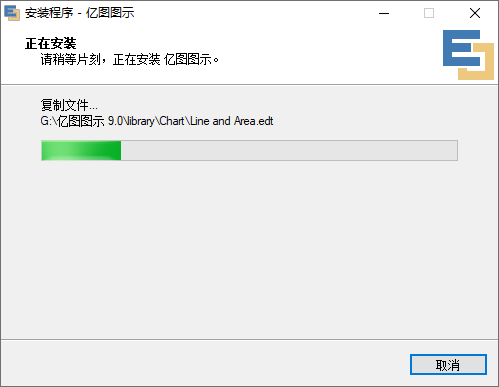 安装程序 - 亿图图示
正在安装
请稍等片刻，正在安装 亿图图示。
复制文件...
G:\亿图图示 9.0\library\Chart\Line and Area.edt
取消